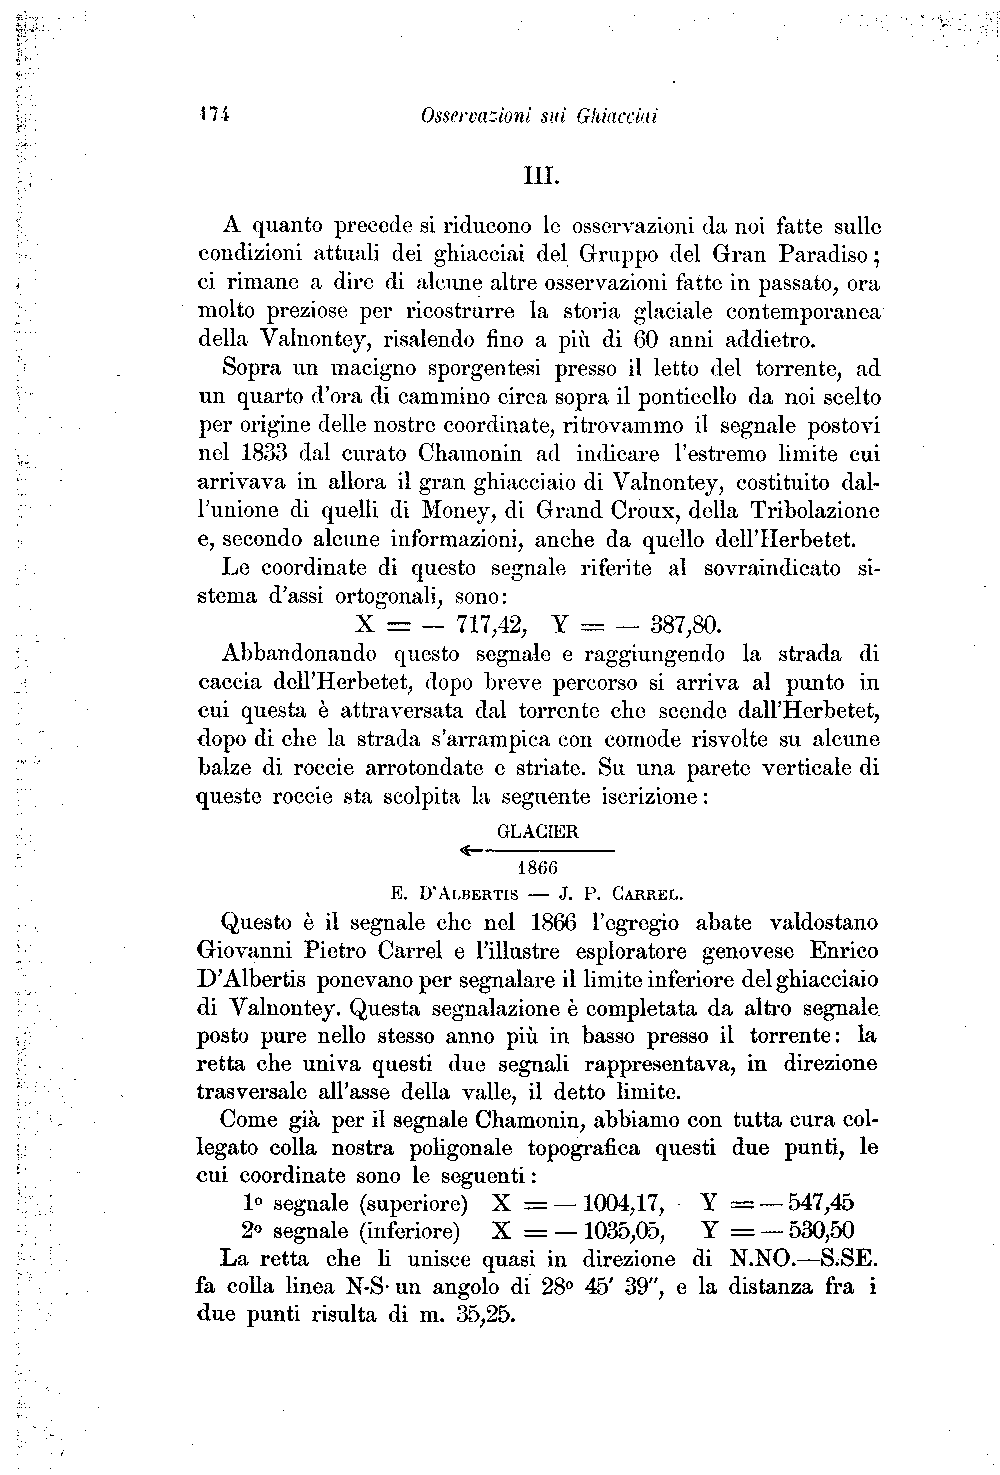 174 Osservazioni sui Ghiacciai
III.
A quanto precede si riducono le osservazioni da noi fatte sulle
condizioni attuali dei ghiacciai del Gruppo del Gran Paradiso;
ci rimane a dire di alcune altre osservazioni fatte in passato, ora
molto preziose per ricostrurre la storia glaciale contemporanea
della Valnontey, risalendo fino a più di 60 anni addietro.
Sopra un macigno sporgentesi presso il letto del torrente, ad
un quarto d'ora di cammino circa sopra il ponticello da noi scelto
per origine delle nostre coordinate, ritrovammo il segnale postovi
nel 1833 dal curato Chamonin ad indicare l'estremo limite cui
arrivava in allora il gran ghiacciaio di Valnontey, costituito dal-
l'unione di quelli di Money, di Grand Croux, della Tribolazione
e, secondo alcune informazioni, anche da quello dell'Herbetet.
Le coordinate di questo segnale riferite al sovraindicato si-
stema d'assi ortogonali, sono:
X = — 717,42, Y = — 387,80.
Abbandonando questo segnale e raggiungendo la strada di
caccia dell'Herbetet, dopo breve percorso si arriva al punto in
cui questa è attraversata dal torrente che scende dall'Herbetet,
dopo di che la strada s'arrampica con comode risvolte su alcune
balze di roccie arrotondate e striate. Su una parete verticale di
queste roccie sta scolpita la seguente iscrizione:
GLACIER
1866
E. D'Albertis — J. P. Carrel.
Questo è il segnale che nel 1866 l'egregio abate valdostano
Giovanni Pietro Carrel e l'illustre esploratore genovese Enrico
D'Albertis ponevano per segnalare il limite inferiore del ghiacciaio
di Valnontey. Questa segnalazione è completata da altro segnale
posto pure nello stesso anno più in basso presso il torrente: la
retta che univa questi due segnali rappresentava, in direzione
trasversale all'asse della valle, il detto limite.
Come già per il segnale Chamonin, abbiamo con tutta cura col-
legato colla nostra poligonale topografica questi due punti, le
cui coordinate sono le seguenti:
1º segnale (superiore) X = — 1004,17, Y = — 547,45
2º segnale (inferiore) X = — 1035,05, Y = — 530,50
La retta che li unisce quasi in direzione di N.NO.—S.SE.
fa colla linea N-S un angolo di 28º 45′ 39″, e la distanza fra i
due punti risulta di m. 35,25.